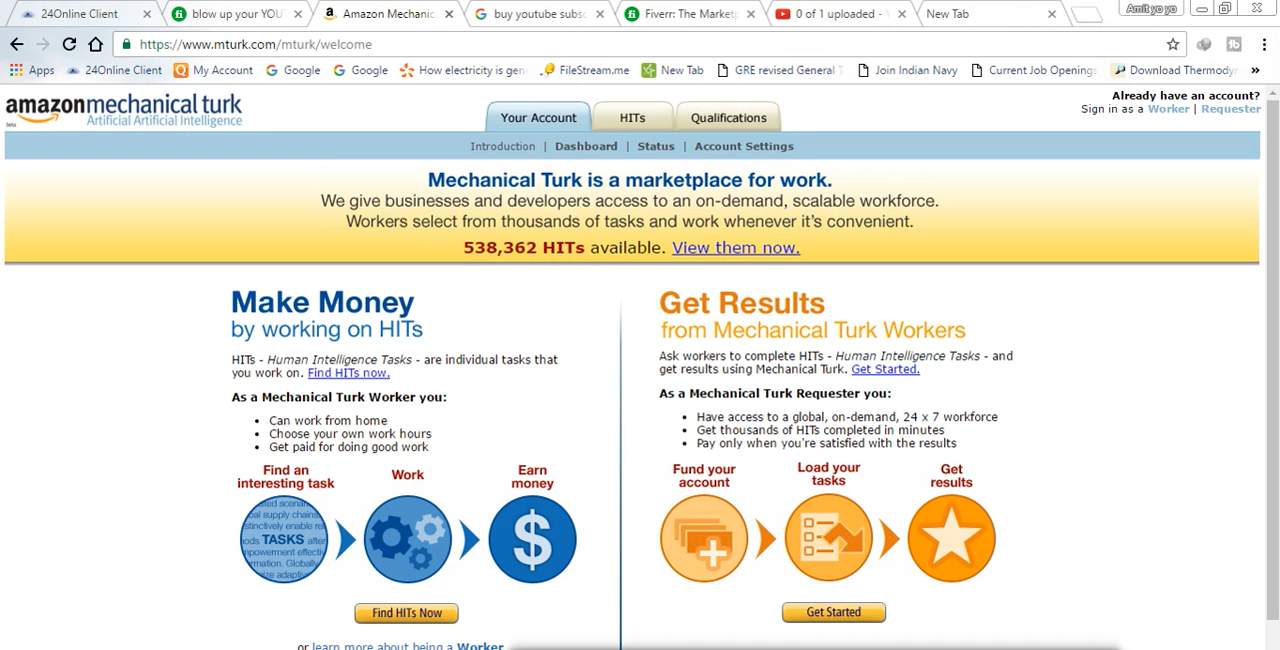 24Online Client
blow up your YOU
Amazon Mechanic
buy youtube subsc
Fiverr: The Market
0 of 1 uploaded -
New Tab
Amit yo yo
https://www.mturk.com/mturk/welcome
Apps
24Online Client
My Account
Google
Google
How electricity is gen
FileStream.me
New Tab
GRE revised General T
Join Indian Navy
Current Job Openings
Download Thermody
»
amazonmechanical turk
beta
Artificial Artificial Intelligence
Your Account
HITs
Qualifications
Already have an account?
Sign in as a Worker | Requester
Introduction | Dashboard | Status | Account Settings
Mechanical Turk is a marketplace for work.
We give businesses and developers access to an on-demand, scalable workforce.
Workers select from thousands of tasks and work whenever it's convenient.
538,362 HITs available. View them now.
Make Money
by working on HITs
HITs - Human Intelligence Tasks - are individual tasks that
you work on. Find HITs now.
As a Mechanical Turk Worker you:
• Can work from home
• Choose your own work hours
• Get paid for doing good work
Find an
interesting task
Work
Earn
money
TASKS after
$
Find HITs Now
or learn more about being a Worker
Get Results
from Mechanical Turk Workers
Ask workers to complete HITs - Human Intelligence Tasks - and
get results using Mechanical Turk. Get Started.
As a Mechanical Turk Requester you:
• Have access to a global, on-demand, 24 x 7 workforce
• Get thousands of HITs completed in minutes
• Pay only when you're satisfied with the results
Fund your
account
Load your
tasks
Get
results
Get Started